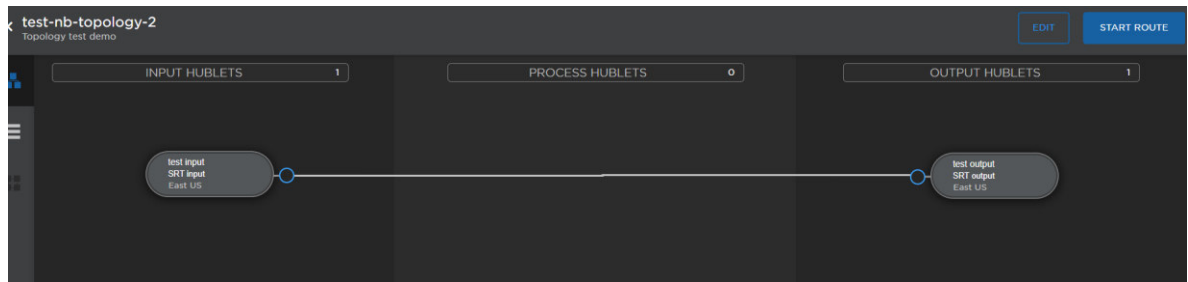 test-nb-topology-2
Topology test demo
EDIT
START ROUTE
INPUT HUBLETS 1
PROCESS HUBLETS 0
OUTPUT HUBLETS 1
test input
SRT input
East US
test output
SRT output
East US